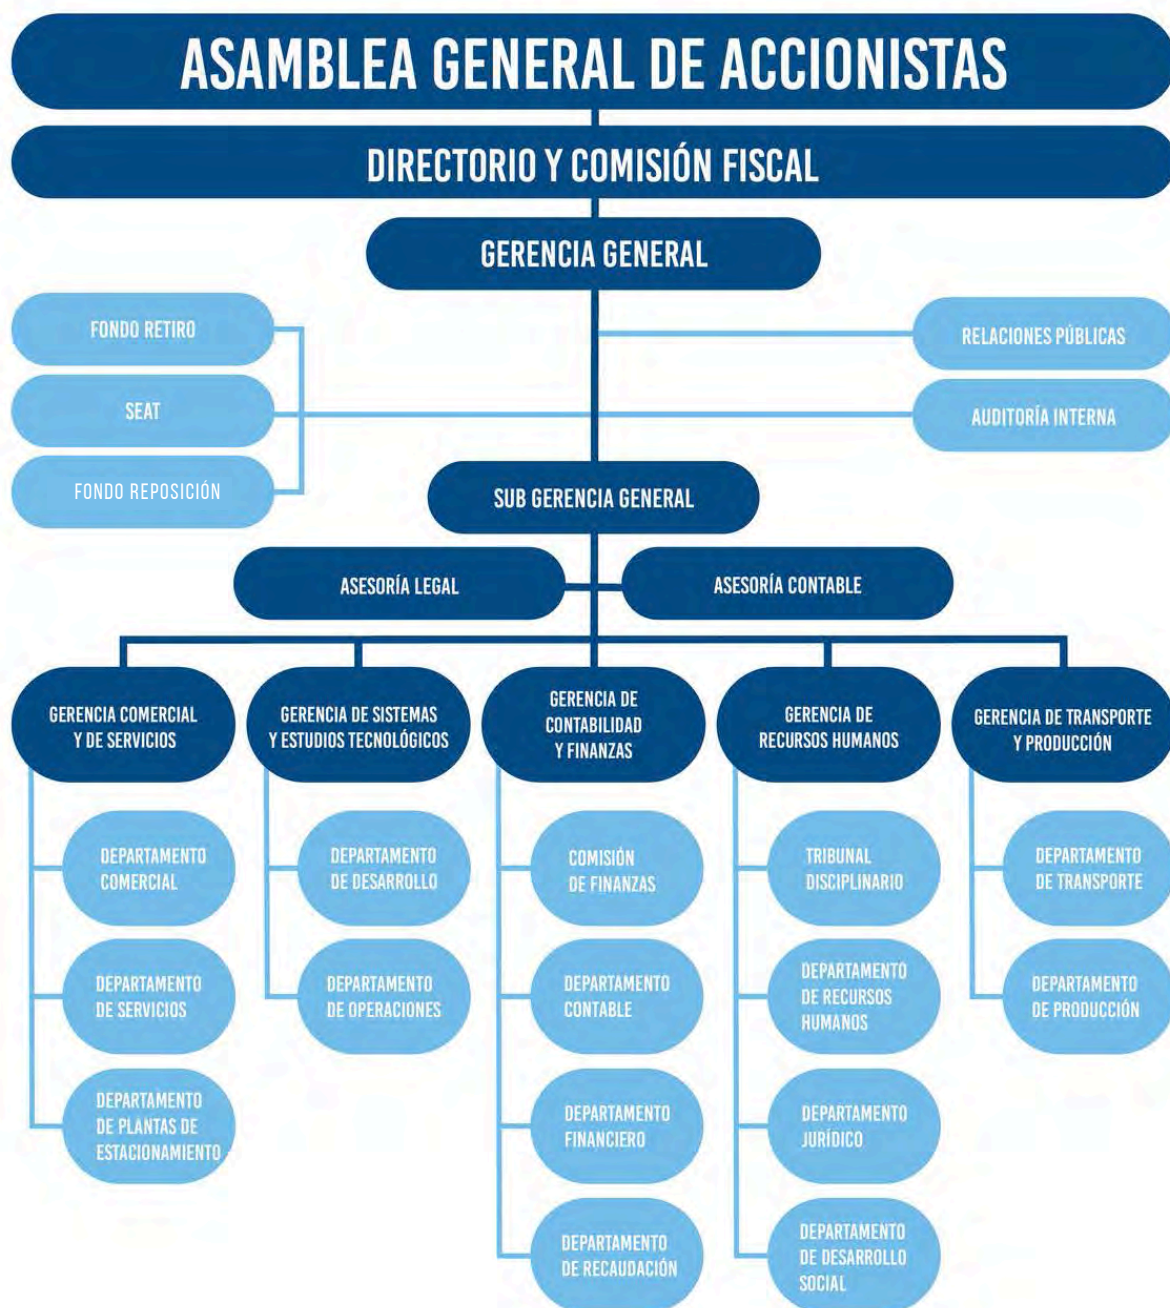 ASAMBLEA GENERAL DE ACCIONISTAS
DIRECTORIO Y COMISIÓN FISCAL
GERENCIA GENERAL
FONDO RETIRO
RELACIONES PÚBLICAS
SEAT
AUDITORÍA INTERNA
FONDO REPOSICIÓN
SUB GERENCIA GENERAL
ASESORÍA LEGAL
ASESORÍA CONTABLE
GERENCIA COMERCIAL
Y DE SERVICIOS
GERENCIA DE SISTEMAS
Y ESTUDIOS TECNOLÓGICOS
GERENCIA DE
CONTABILIDAD
Y FINANZAS
GERENCIA DE
RECURSOS HUMANOS
GERENCIA DE TRANSPORTE
Y PRODUCCIÓN
DEPARTAMENTO
COMERCIAL
DEPARTAMENTO
DE SERVICIOS
DEPARTAMENTO
DE PLANTAS DE
ESTACIONAMIENTO
DEPARTAMENTO
DE DESARROLLO
DEPARTAMENTO
DE OPERACIONES
COMISIÓN
DE FINANZAS
DEPARTAMENTO
CONTABLE
DEPARTAMENTO
FINANCIERO
DEPARTAMENTO
DE RECAUDACIÓN
TRIBUNAL
DISCIPLINARIO
DEPARTAMENTO
DE RECURSOS
HUMANOS
DEPARTAMENTO
JURÍDICO
DEPARTAMENTO
DE DESARROLLO
SOCIAL
DEPARTAMENTO
DE TRANSPORTE
DEPARTAMENTO
DE PRODUCCIÓN